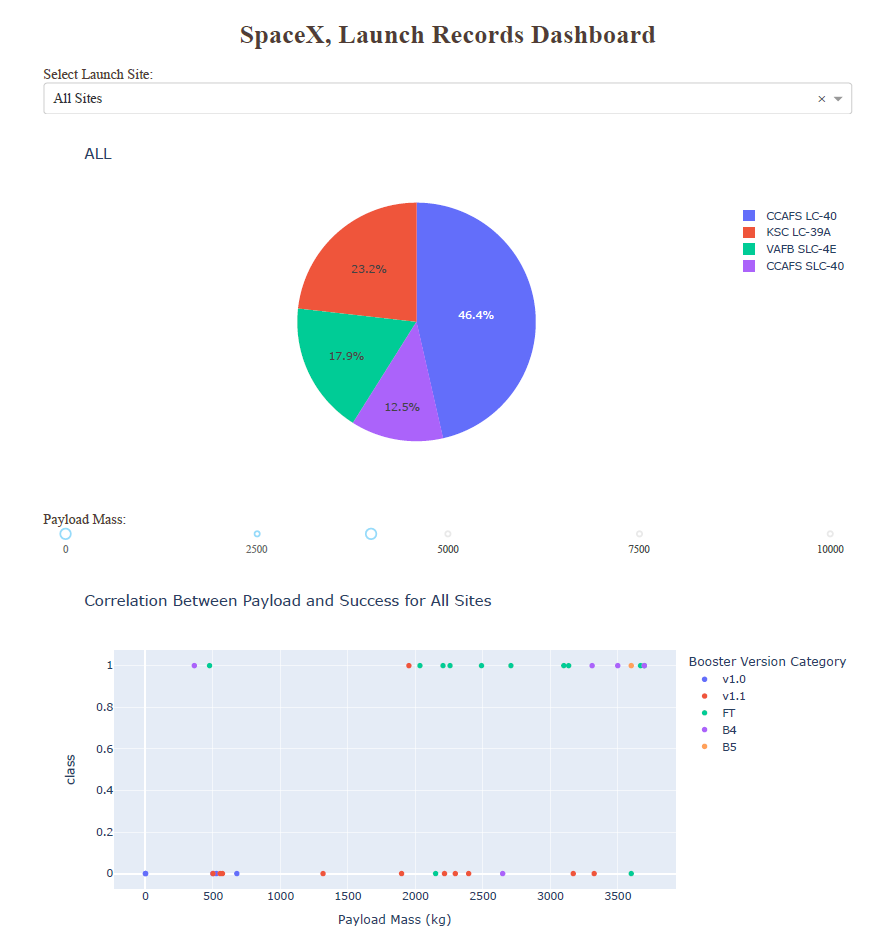 SpaceX, Launch Records Dashboard
Select Launch Site:
All Sites × 
ALL
CCAFS LC-40
KSC LC-39A
VAFB SLC-4E
CCAFS SLC-40
23.2%
46.4%
17.9%
12.5%
Payload Mass:
0 2500 5000 7500 10000
Correlation Between Payload and Success for All Sites
Booster Version Category
v1.0
v1.1
FT
B4
B5
1
0.8
0.6
0.4
0.2
0
class
0 500 1000 1500 2000 2500 3000 3500
Payload Mass (kg)